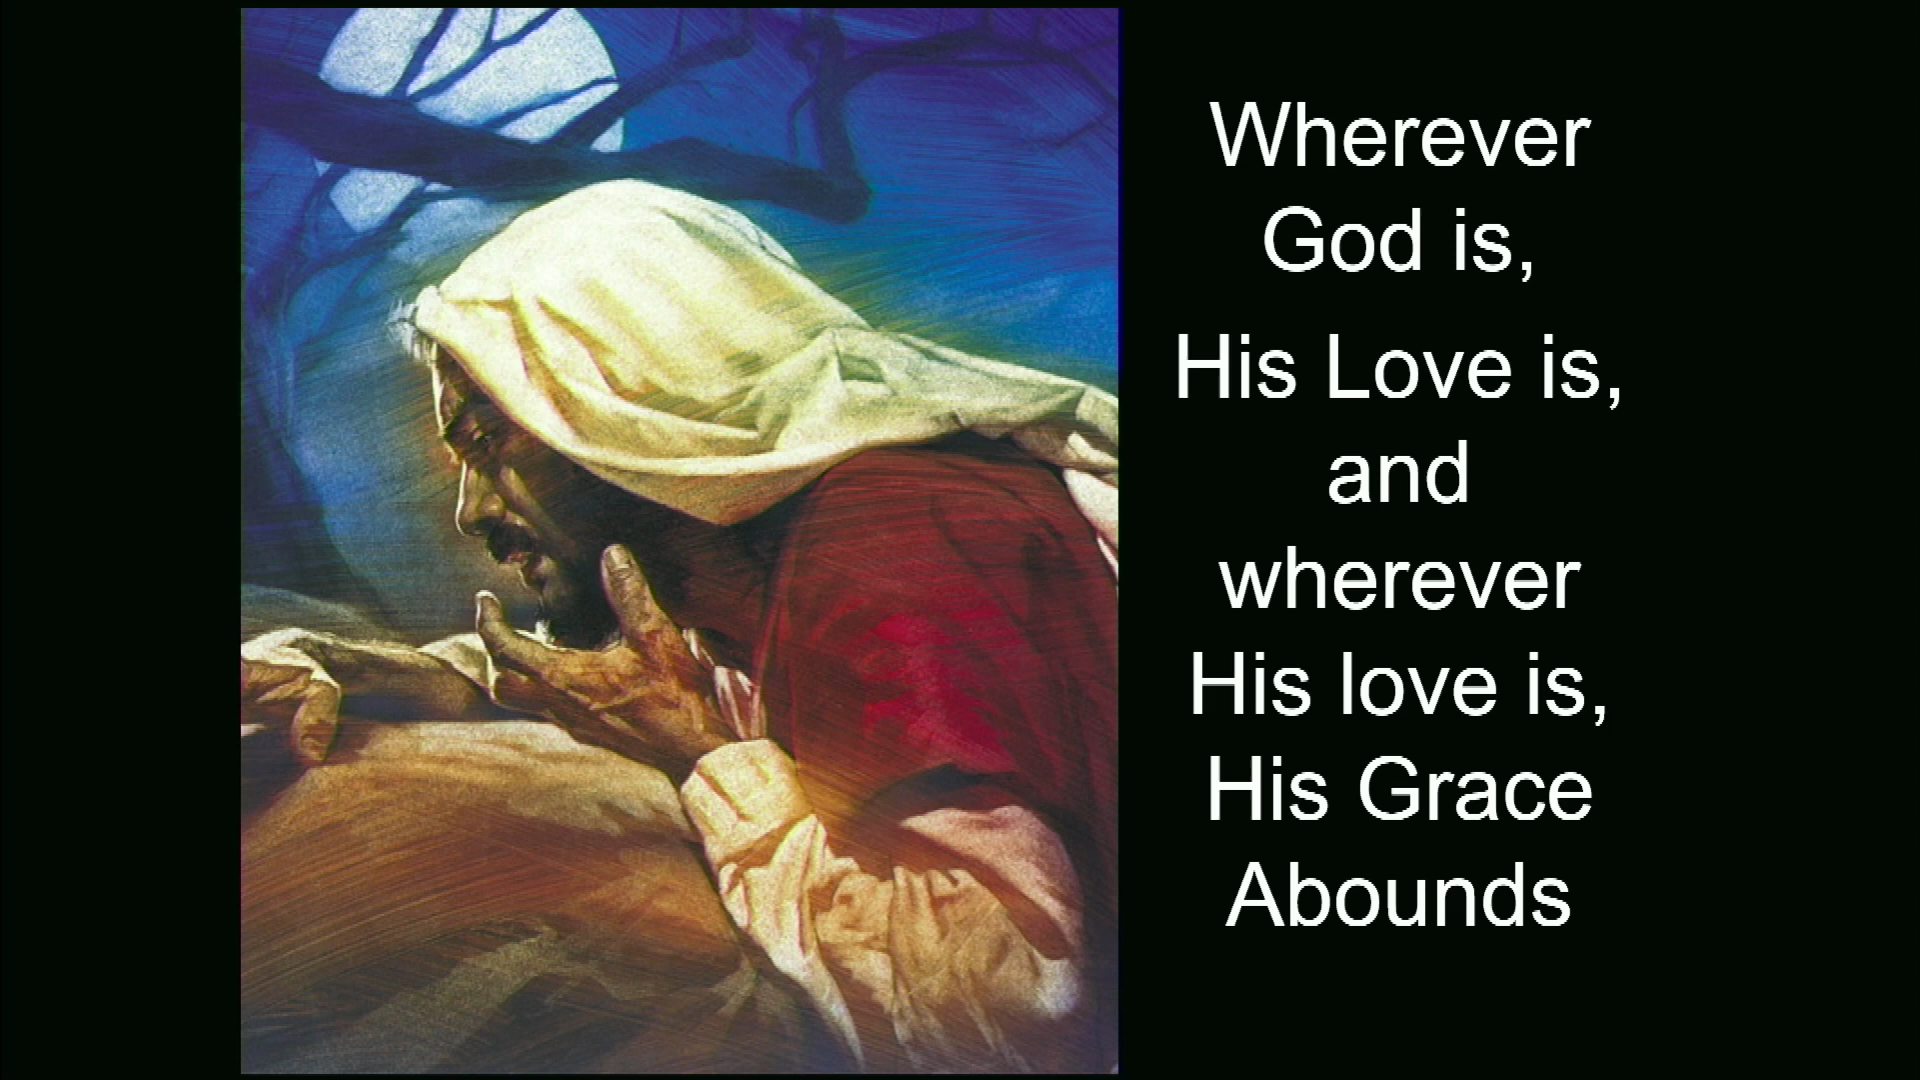 Wherever
God is,
His Love is,
and
wherever
His love is,
His Grace
Abounds